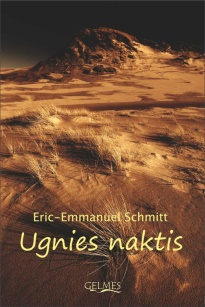 Eric-Emmanuel Schmitt
Ugnies naktis
GELMĖS